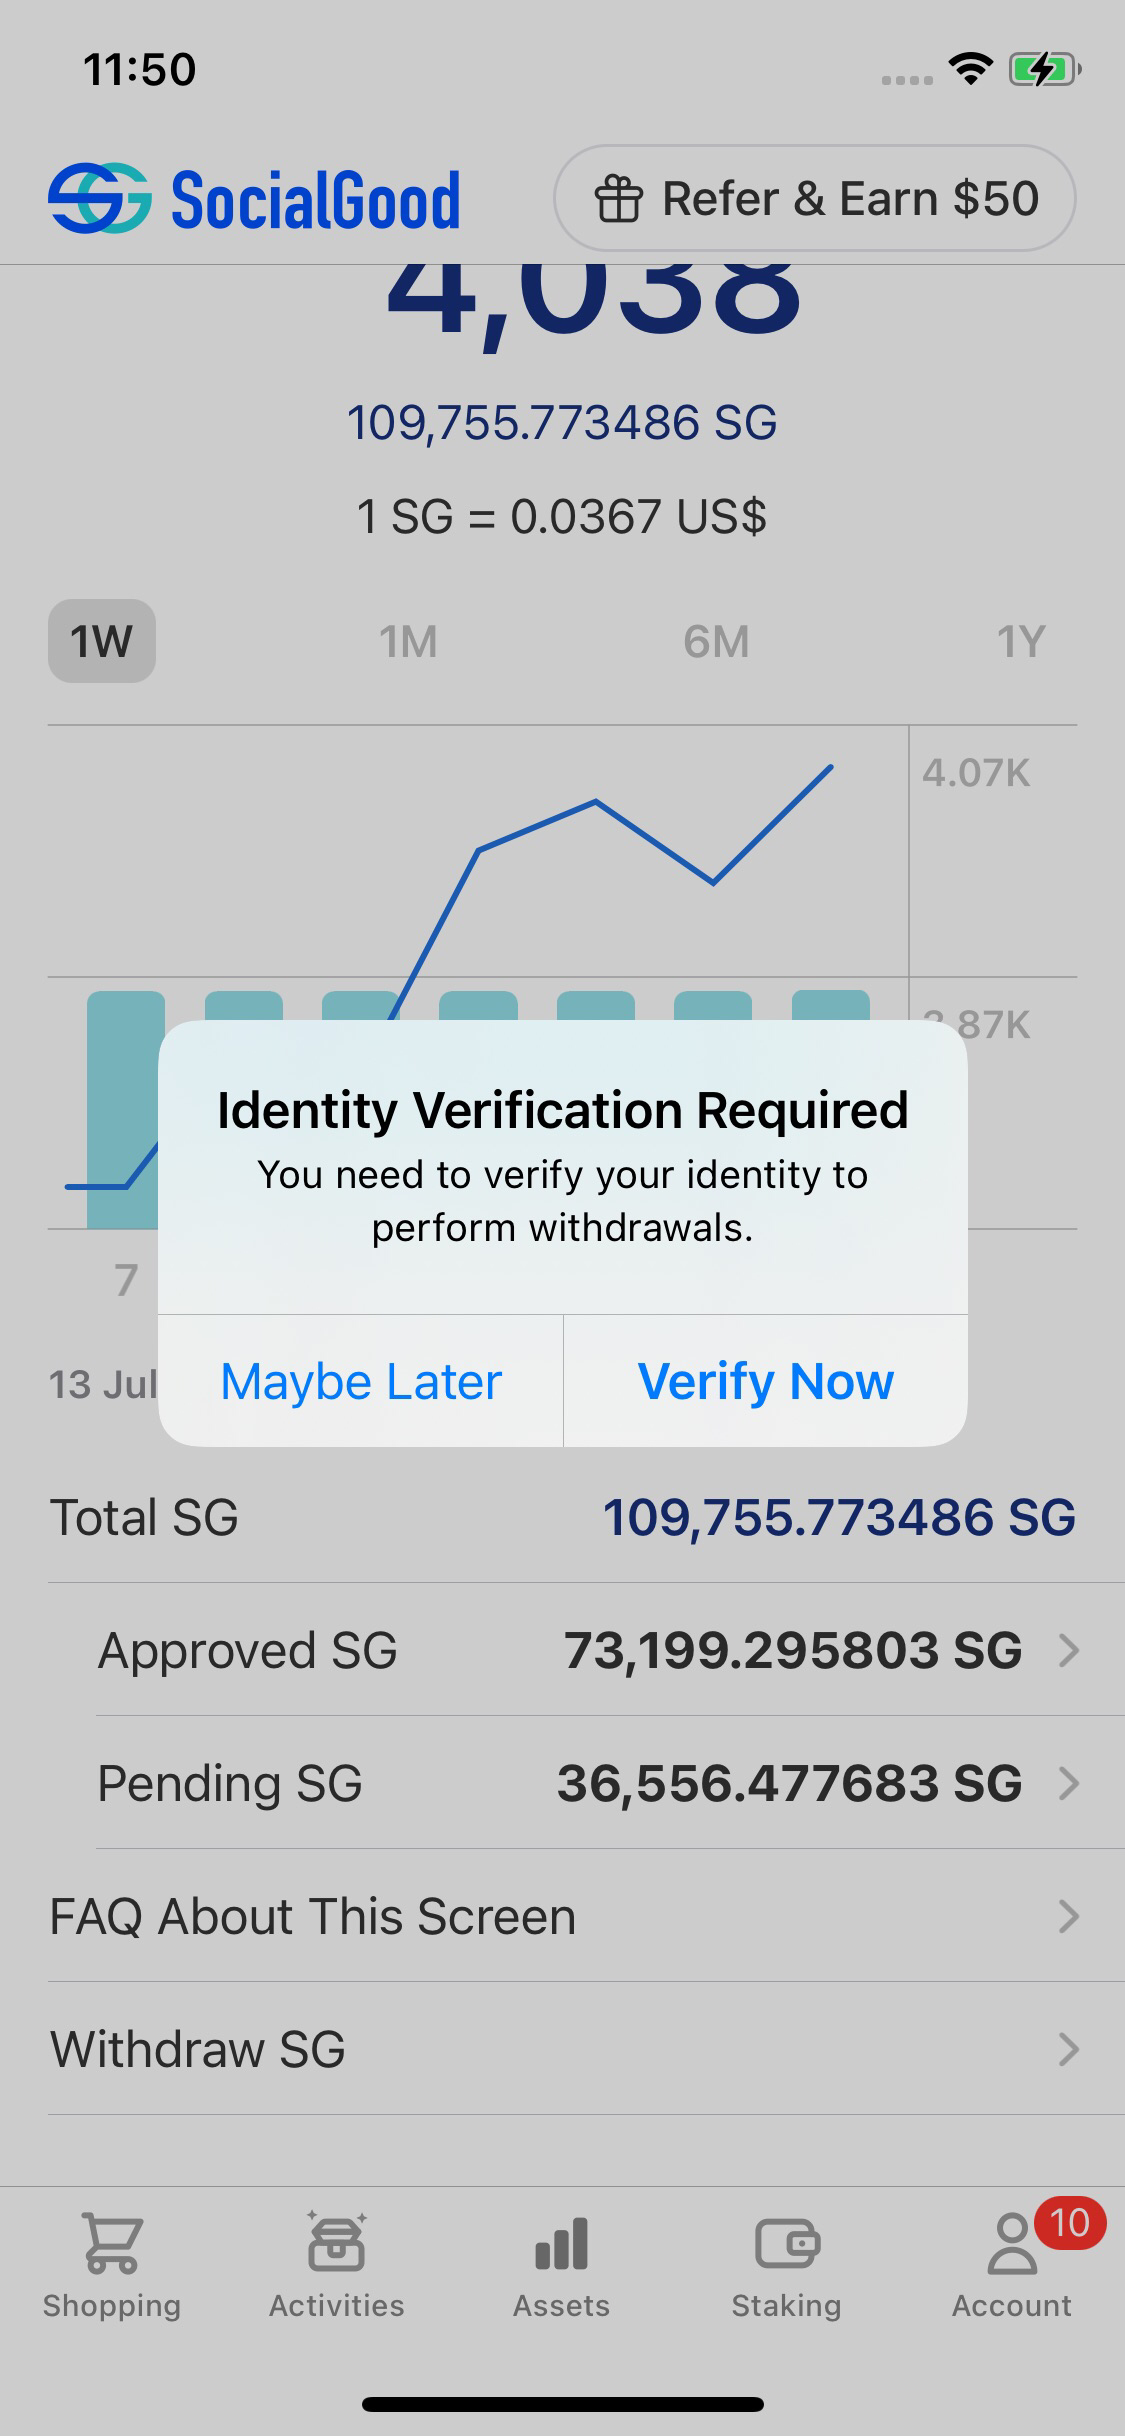 11:50
SocialGood
Refer & Earn $50
4,038
109,755.773486 SG
1 SG = 0.0367 US$
1W 1M 6M 1Y
4.07K
3.87K
Identity Verification Required
You need to verify your identity to
perform withdrawals.
7
13 Jul
Maybe Later Verify Now
Total SG 109,755.773486 SG
Approved SG 73,199.295803 SG
Pending SG 36,556.477683 SG
FAQ About This Screen
Withdraw SG
10
Shopping Activities Assets Staking Account